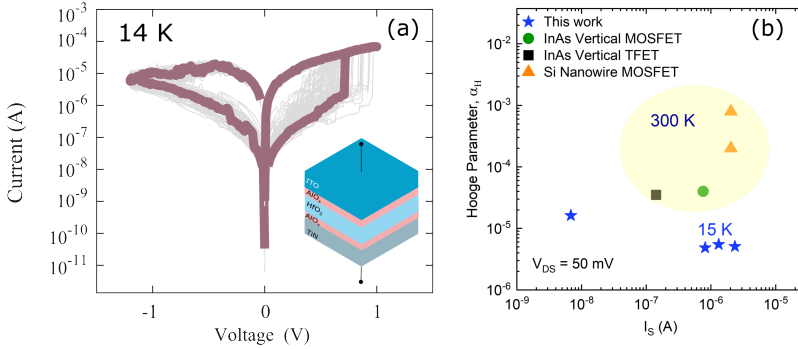 14 K
(a)
Current (A)
10⁻³
10⁻⁴
10⁻⁵
10⁻⁶
10⁻⁷
10⁻⁸
10⁻⁹
10⁻¹⁰
10⁻¹¹
-1
0
1
Voltage (V)
ITO
AlOₓ
HfO₂
AlOₓ
TiN
(b)
This work
InAs Vertical MOSFET
InAs Vertical TFET
Si Nanowire MOSFET
Hooge Parameter, α_H
10⁻²
10⁻³
10⁻⁴
10⁻⁵
10⁻⁶
300 K
15 K
V_DS = 50 mV
10⁻⁹
10⁻⁸
10⁻⁷
10⁻⁶
10⁻⁵
I_S (A)